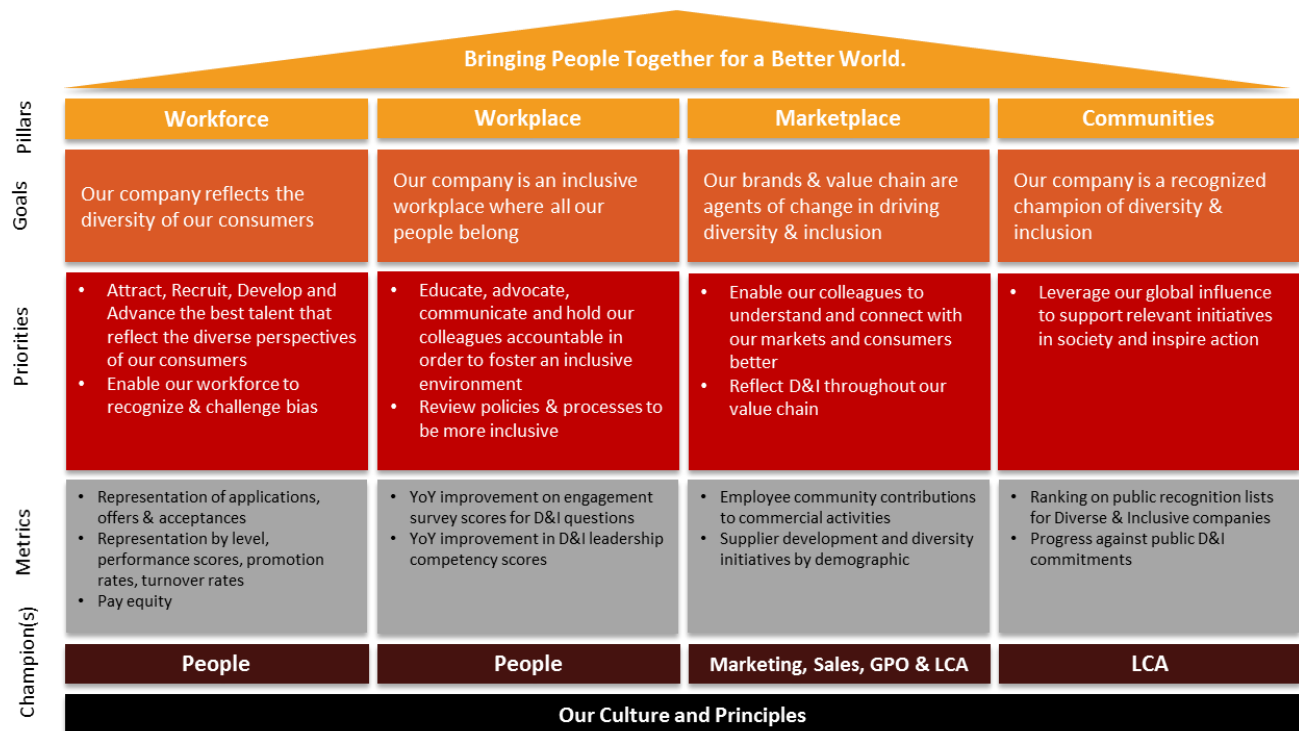 Bringing People Together for a Better World.
Pillars
Workforce
Workplace
Marketplace
Communities
Goals
Our company reflects the
diversity of our consumers
Our company is an inclusive
workplace where all our
people belong
Our brands & value chain are
agents of change in driving
diversity & inclusion
Our company is a recognized
champion of diversity &
inclusion
Priorities
• Attract, Recruit, Develop and
Advance the best talent that
reflect the diverse perspectives
of our consumers
• Enable our workforce to
recognize & challenge bias
• Educate, advocate,
communicate and hold our
colleagues accountable in
order to foster an inclusive
environment
• Review policies & processes to
be more inclusive
• Enable our colleagues to
understand and connect with
our markets and consumers
better
• Reflect D&I throughout our
value chain
• Leverage our global influence
to support relevant initiatives
in society and inspire action
Metrics
• Representation of applications,
offers & acceptances
• Representation by level,
performance scores, promotion
rates, turnover rates
• Pay equity
• YoY improvement on engagement
survey scores for D&I questions
• YoY improvement in D&I leadership
competency scores
• Employee community contributions
to commercial activities
• Supplier development and diversity
initiatives by demographic
• Ranking on public recognition lists
for Diverse & Inclusive companies
• Progress against public D&I
commitments
Champion(s)
People
People
Marketing, Sales, GPO & LCA
LCA
Our Culture and Principles